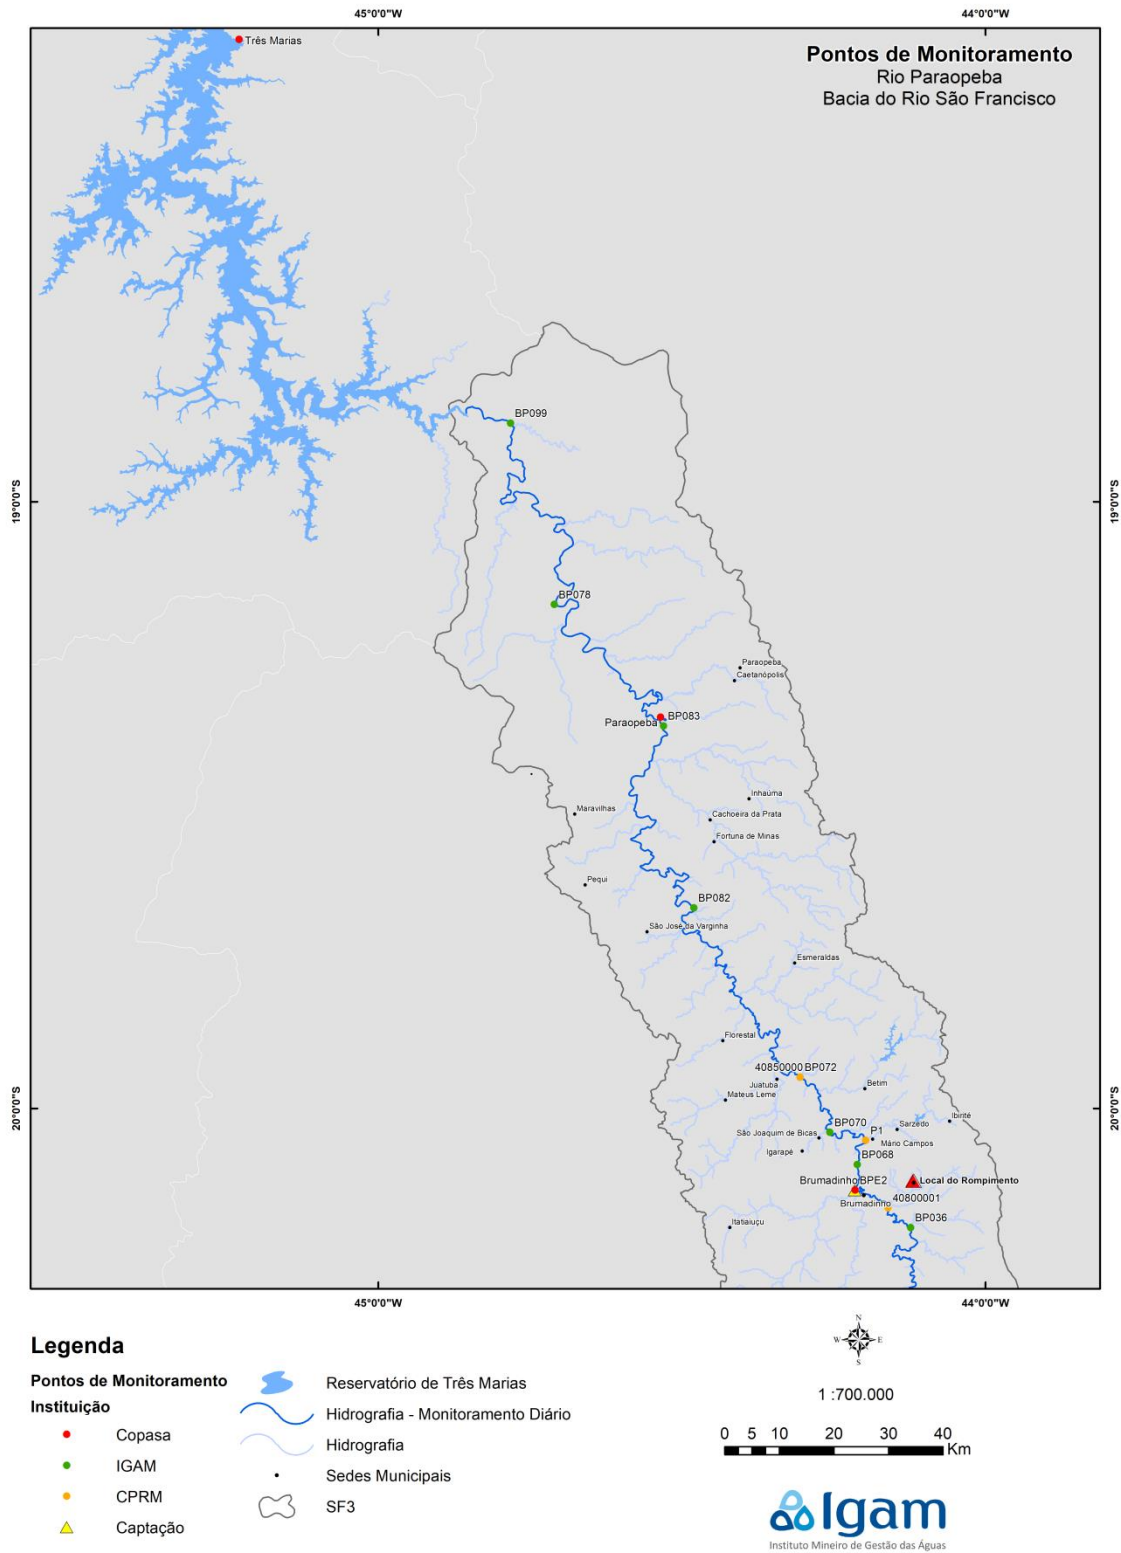 45°0'0"W
44°0'0"W
Três Marias
Pontos de Monitoramento
Rio Paraopeba
Bacia do Rio São Francisco
BP099
19°0'0"S
19°0'0"S
BP078
Paraopeba
Caetanópolis
BP083
Paraopeba
Inhaúma
Maravilhas
Cachoeira da Prata
Fortuna de Minas
Pequi
BP082
São José da Varginha
Esmeraldas
Florestal
40850000 BP072
Juatuba
Betim
Mateus Leme
20°0'0"S
20°0'0"S
Ibirité
BP070
P1
Sarzedo
São Joaquim de Bicas
Mário Campos
Igarapé
BP068
Brumadinho BPE2
Local do Rompimento
Brumadinho
40800001
BP036
Itatiaiuçu
45°0'0"W
44°0'0"W
Legenda
Pontos de Monitoramento
Instituição
Copasa
IGAM
CPRM
Captação
Reservatório de Três Marias
Hidrografia - Monitoramento Diário
Hidrografia
Sedes Municipais
SF3
N
W
E
S
1 :700.000
0 5 10 20 30 40
Km
Igam
Instituto Mineiro de Gestão das Águas